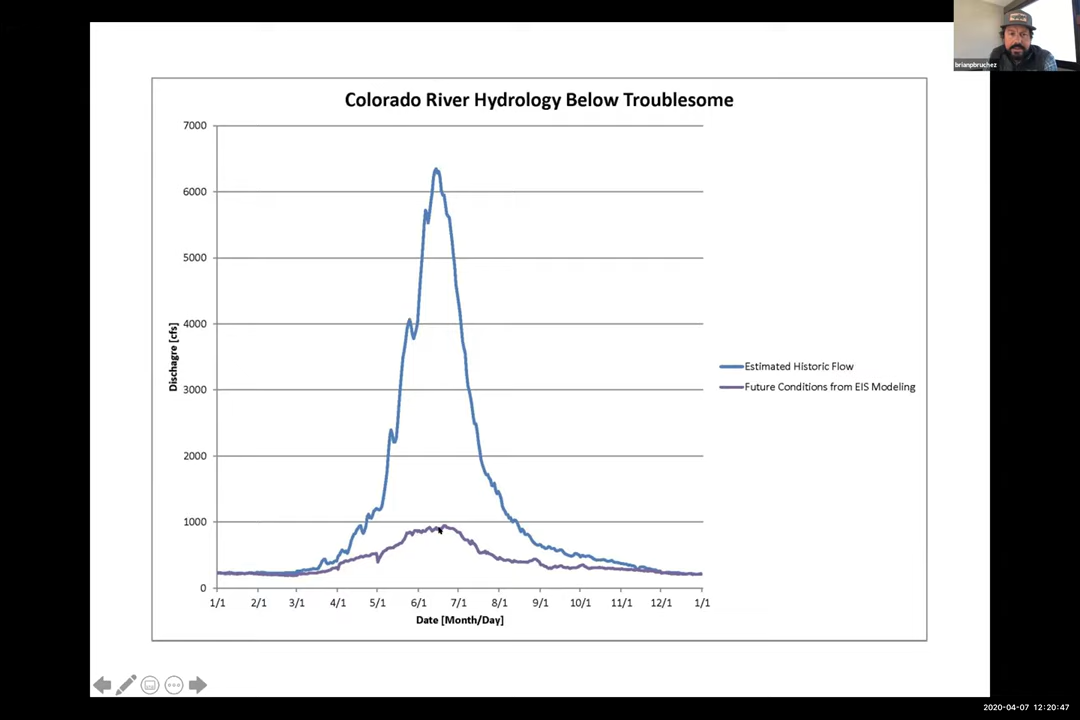 brianpbruchez
Colorado River Hydrology Below Troublesome
7000
6000
5000
4000
3000
2000
1000
0
Dischagre [cfs]
1/1 2/1 3/1 4/1 5/1 6/1 7/1 8/1 9/1 10/1 11/1 12/1 1/1
Date [Month/Day]
Estimated Historic Flow
Future Conditions from EIS Modeling
2020-04-07 12:20:47